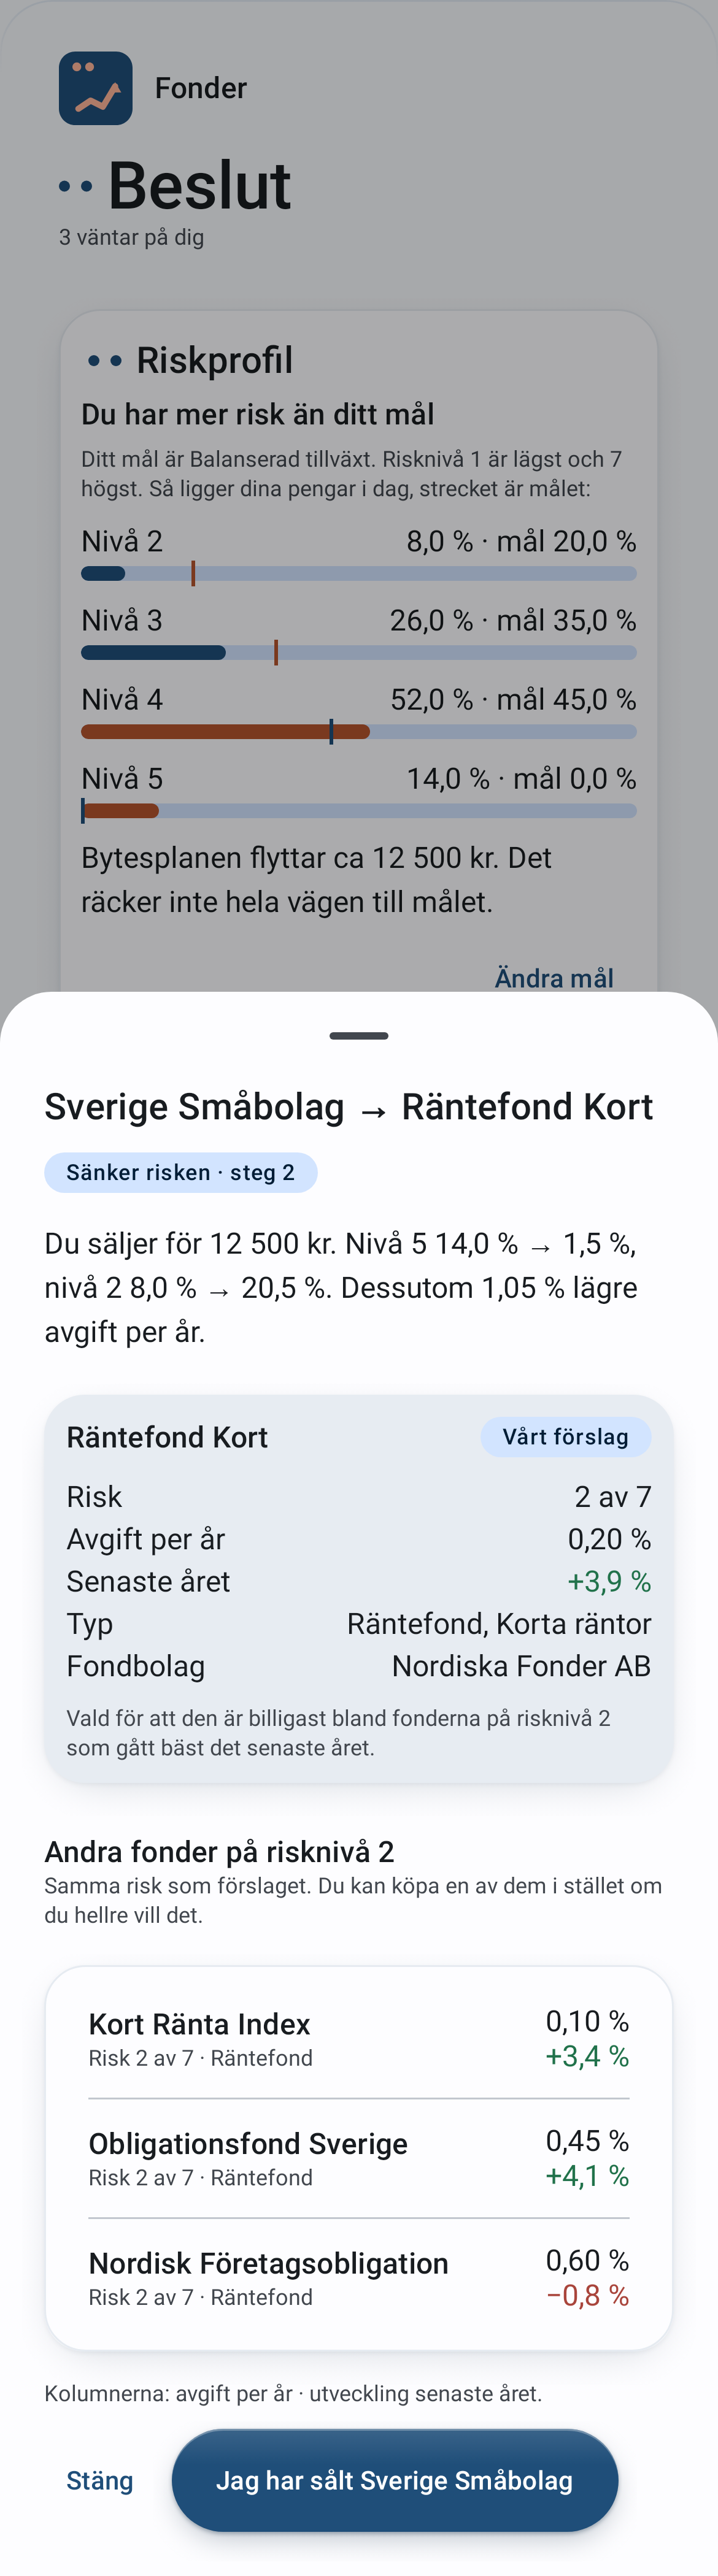 Fonder
Beslut
3 väntar på dig
Riskprofil
Du har mer risk än ditt mål
Ditt mål är Balanserad tillväxt. Risknivå 1 är lägst och 7
högst. Så ligger dina pengar i dag, strecket är målet:
Nivå 2 8,0 % · mål 20,0 %
Nivå 3 26,0 % · mål 35,0 %
Nivå 4 52,0 % · mål 45,0 %
Nivå 5 14,0 % · mål 0,0 %
Bytesplanen flyttar ca 12 500 kr. Det
räcker inte hela vägen till målet.
Ändra mål
Sverige Småbolag → Räntefond Kort
Sänker risken · steg 2
Du säljer för 12 500 kr. Nivå 5 14,0 % → 1,5 %,
nivå 2 8,0 % → 20,5 %. Dessutom 1,05 % lägre
avgift per år.
Räntefond Kort Vårt förslag
Risk 2 av 7
Avgift per år 0,20 %
Senaste året +3,9 %
Typ Räntefond, Korta räntor
Fondbolag Nordiska Fonder AB
Vald för att den är billigast bland fonderna på risknivå 2
som gått bäst det senaste året.
Andra fonder på risknivå 2
Samma risk som förslaget. Du kan köpa en av dem i stället om
du hellre vill det.
Kort Ränta Index 0,10 %
Risk 2 av 7 · Räntefond +3,4 %
Obligationsfond Sverige 0,45 %
Risk 2 av 7 · Räntefond +4,1 %
Nordisk Företagsobligation 0,60 %
Risk 2 av 7 · Räntefond −0,8 %
Kolumnerna: avgift per år · utveckling senaste året.
Stäng Jag har sålt Sverige Småbolag